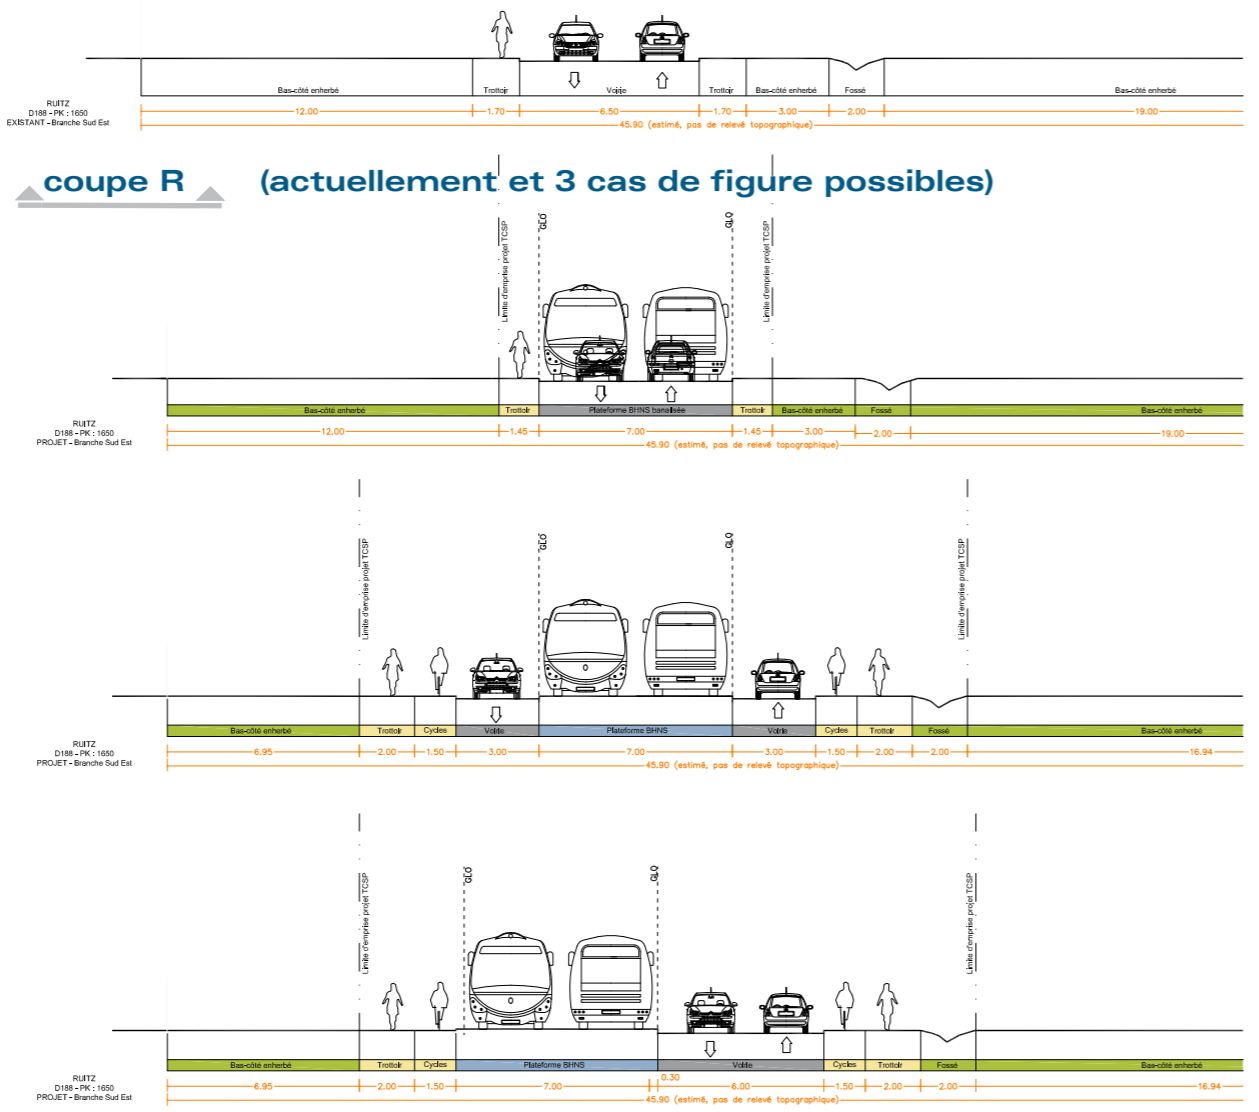 Bas-côté enherbé Trottoir Voirie Trottoir Bas-côté enherbé Fossé Bas-côté enherbé
12.00 1.70 6.50 1.70 3.00 2.00 19.00
45.90 (estimé, pas de relevé topographique)
RUITZ
D188 - PK : 1650
EXISTANT - Branche Sud Est
coupe R (actuellement et 3 cas de figure possibles)
Limite d'emprise projet TCSP
GLO
GLO
Limite d'emprise projet TCSP
Bas-côté enherbé Trottoir Plateforme BHNS banalisée Trottoir Bas-côté enherbé Fossé Bas-côté enherbé
12.00 1.45 7.00 1.45 3.00 2.00 19.00
45.90 (estimé, pas de relevé topographique)
RUITZ
D188 - PK : 1650
PROJET - Branche Sud Est
Limite d'emprise projet TCSP
GLO
GLO
Limite d'emprise projet TCSP
Bas-côté enherbé Trottoir Cycles Voirie Plateforme BHNS Voirie Cycles Trottoir Fossé Bas-côté enherbé
6.95 2.00 1.50 3.00 7.00 3.00 1.50 2.00 2.00 16.94
45.90 (estimé, pas de relevé topographique)
RUITZ
D188 - PK : 1650
PROJET - Branche Sud Est
Limite d'emprise projet TCSP
GLO
GLO
Limite d'emprise projet TCSP
Bas-côté enherbé Trottoir Cycles Plateforme BHNS Voirie Cycles Trottoir Fossé Bas-côté enherbé
6.95 2.00 1.50 7.00 0.30 6.00 1.50 2.00 2.00 16.94
45.90 (estimé, pas de relevé topographique)
RUITZ
D188 - PK : 1650
PROJET - Branche Sud Est